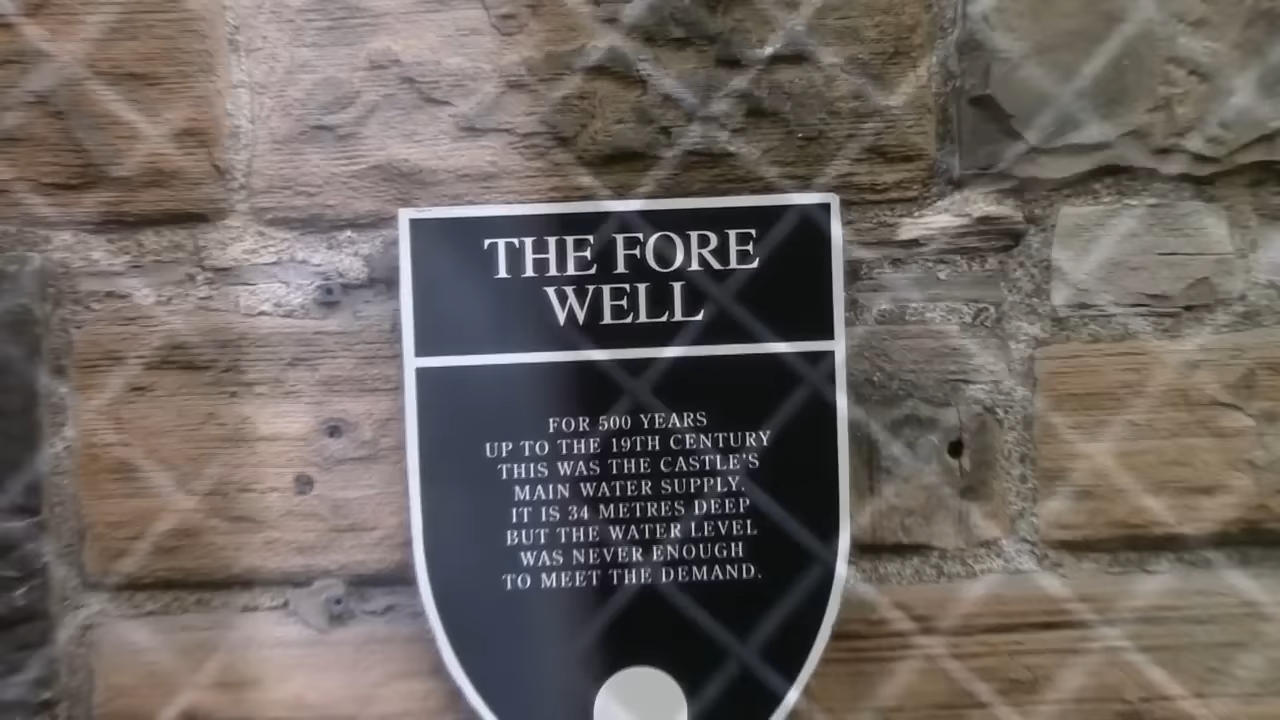 THE FORE
WELL
FOR 500 YEARS
UP TO THE 19TH CENTURY
THIS WAS THE CASTLE'S
MAIN WATER SUPPLY.
IT IS 34 METRES DEEP
BUT THE WATER LEVEL
WAS NEVER ENOUGH
TO MEET THE DEMAND.